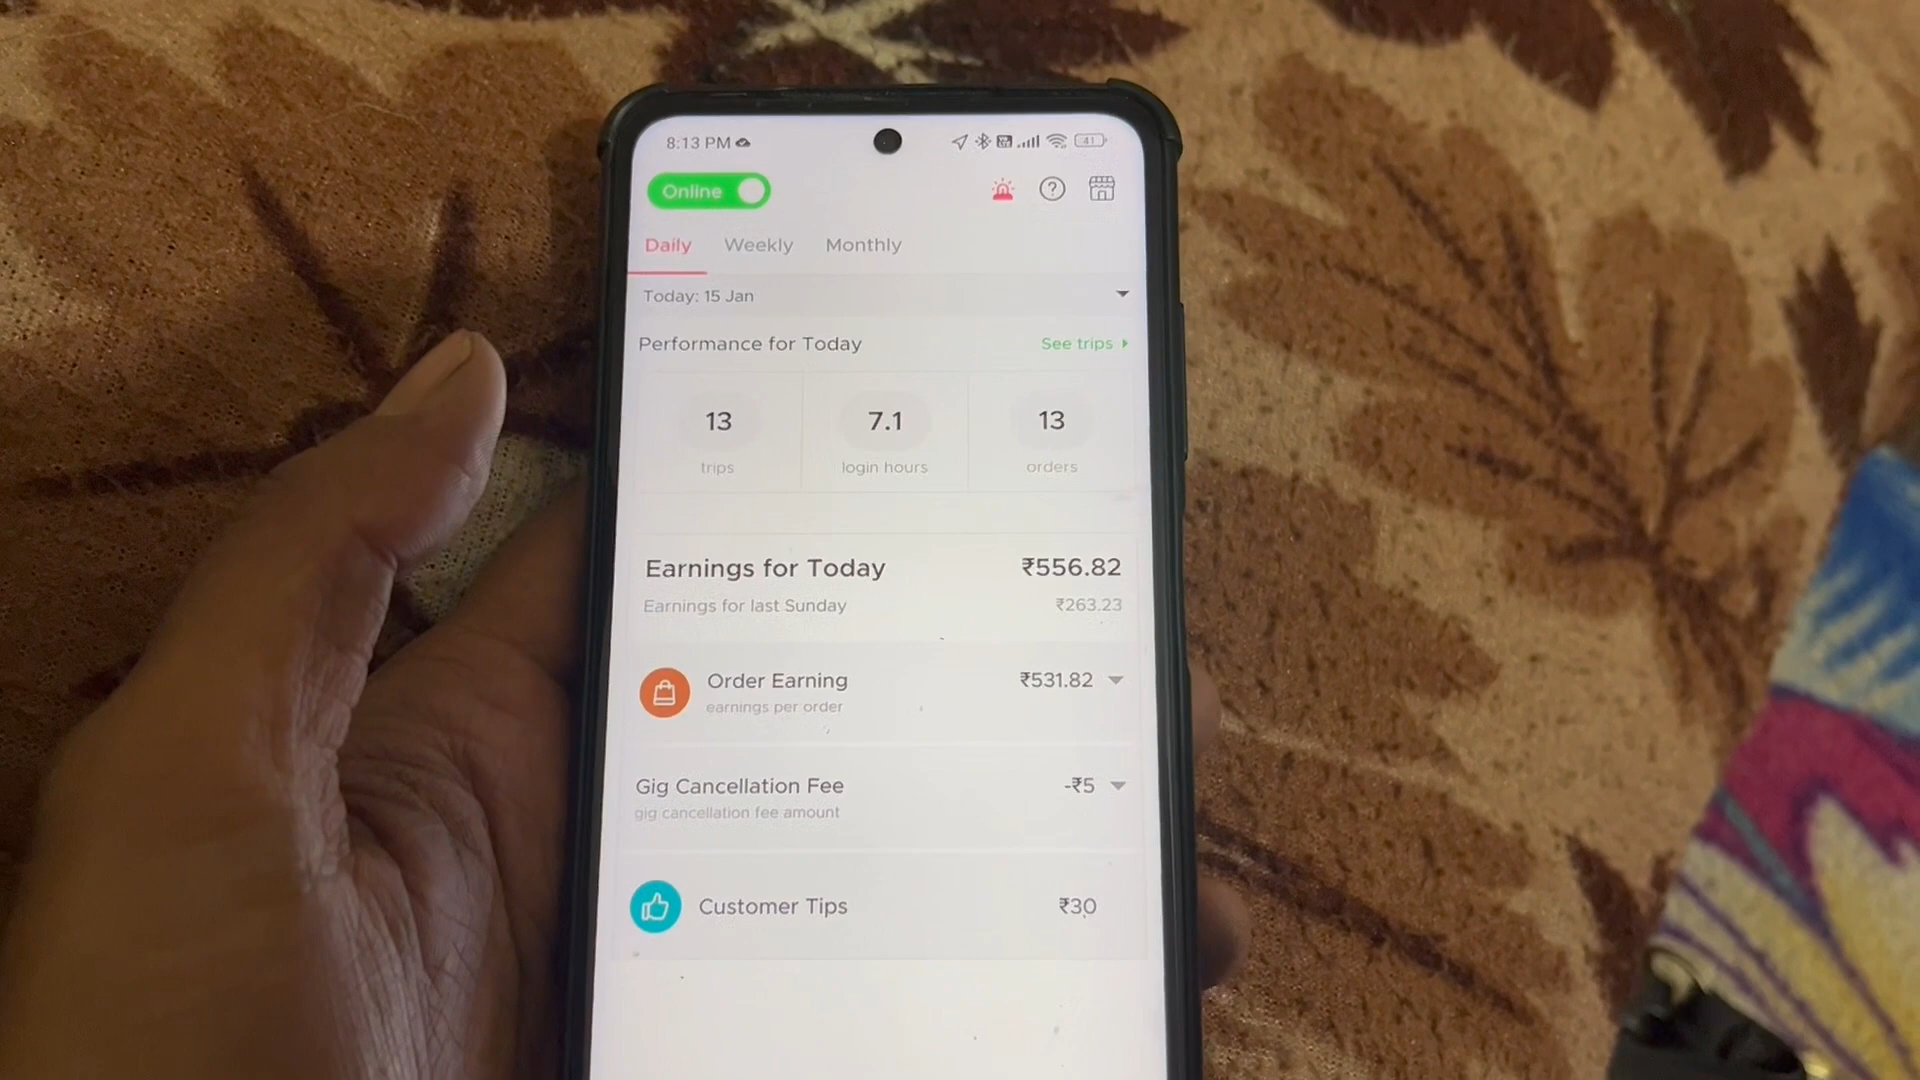 8:13 PM
41
Online
Daily Weekly Monthly
Today: 15 Jan
Performance for Today See trips
13 7.1 13
trips login hours orders
Earnings for Today ₹556.82
Earnings for last Sunday ₹263.23
Order Earning ₹531.82
earnings per order
Gig Cancellation Fee -₹5
gig cancellation fee amount
Customer Tips ₹30